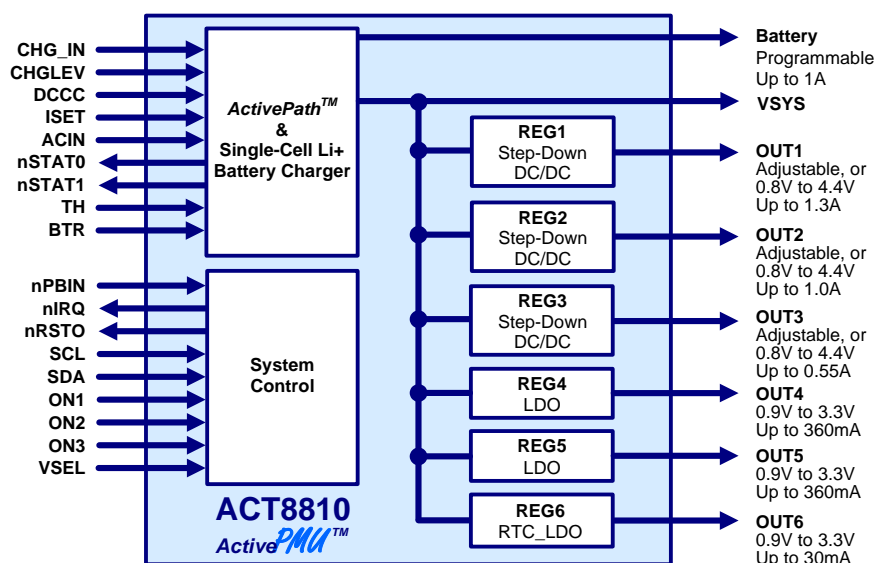 CHG_IN
CHGLEV
DCCC
ISET
ACIN
nSTAT0
nSTAT1
TH
BTR
ActivePath™
&
Single-Cell Li+
Battery Charger
nPBIN
nIRQ
nRSTO
SCL
SDA
ON1
ON2
ON3
VSEL
System
Control
ACT8810
ActivePMU™
REG1
Step-Down
DC/DC
REG2
Step-Down
DC/DC
REG3
Step-Down
DC/DC
REG4
LDO
REG5
LDO
REG6
RTC_LDO
Battery
Programmable
Up to 1A
VSYS
OUT1
Adjustable, or
0.8V to 4.4V
Up to 1.3A
OUT2
Adjustable, or
0.8V to 4.4V
Up to 1.0A
OUT3
Adjustable, or
0.8V to 4.4V
Up to 0.55A
OUT4
0.9V to 3.3V
Up to 360mA
OUT5
0.9V to 3.3V
Up to 360mA
OUT6
0.9V to 3.3V
Up to 30mA